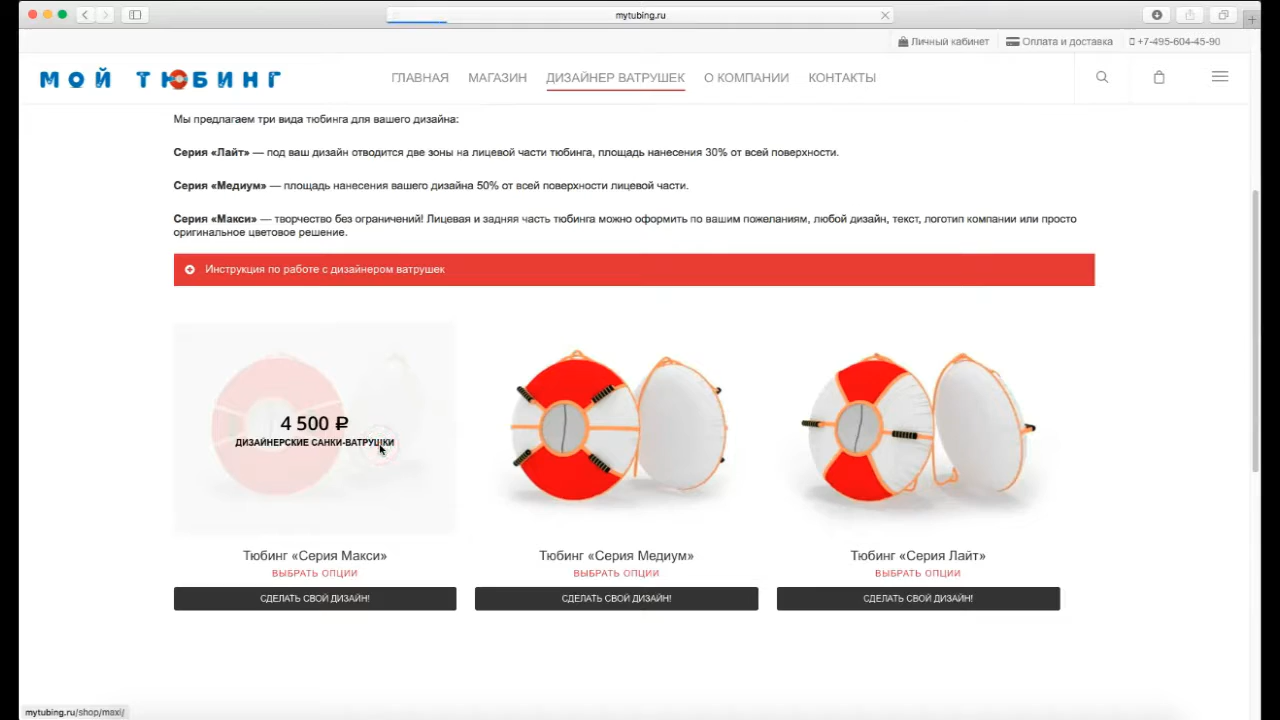 mytubing.ru
Личный кабинет
Оплата и доставка
+7-495-604-45-90
МОЙ ТЮБИНГ
ГЛАВНАЯ
МАГАЗИН
ДИЗАЙНЕР ВАТРУШЕК
О КОМПАНИИ
КОНТАКТЫ
Мы предлагаем три вида тюбинга для вашего дизайна:
Серия «Лайт» — под ваш дизайн отводится две зоны на лицевой части тюбинга, площадь нанесения 30% от всей поверхности.
Серия «Медиум» — площадь нанесения вашего дизайна 50% от всей поверхности лицевой части.
Серия «Макси» — творчество без ограничений! Лицевая и задняя часть тюбинга можно оформить по вашим пожеланиям, любой дизайн, текст, логотип компании или просто
оригинальное цветовое решение.
Инструкция по работе с дизайнером ватрушек
4 500 ₽
ДИЗАЙНЕРСКИЕ САНКИ-ВАТРУШКИ
Тюбинг «Серия Макси»
ВЫБРАТЬ ОПЦИИ
СДЕЛАТЬ СВОЙ ДИЗАЙН!
Тюбинг «Серия Медиум»
ВЫБРАТЬ ОПЦИИ
СДЕЛАТЬ СВОЙ ДИЗАЙН!
Тюбинг «Серия Лайт»
ВЫБРАТЬ ОПЦИИ
СДЕЛАТЬ СВОЙ ДИЗАЙН!
mytubing.ru/shop/maxi/